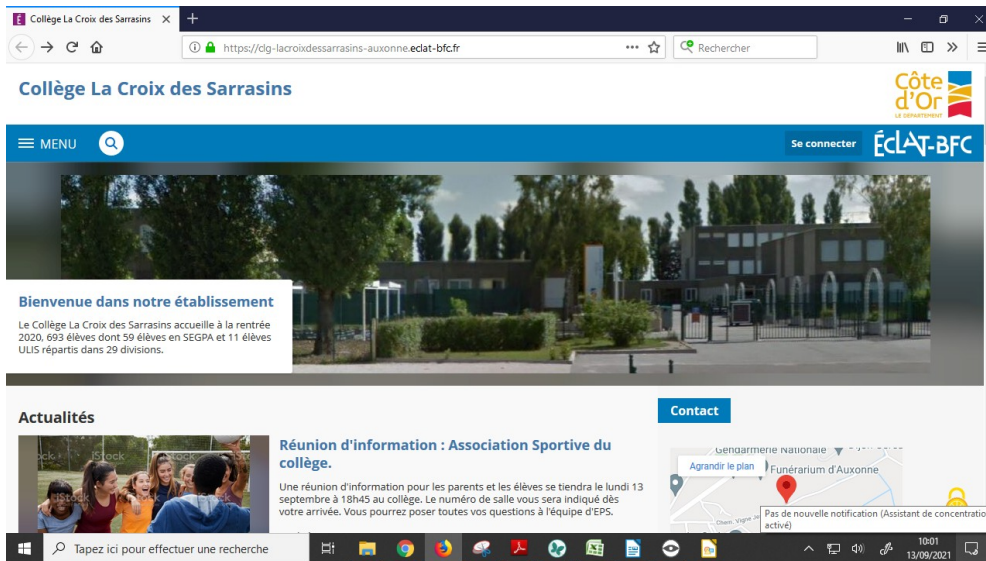 Collège La Croix des Sarrasins
https://clg-lacroixdessarrasins-auxonne.eclat-bfc.fr
Rechercher
Collège La Croix des Sarrasins
Côte d'Or
LE DÉPARTEMENT
MENU
Se connecter
ÉCLAT-BFC
Bienvenue dans notre établissement
Le Collège La Croix des Sarrasins accueille à la rentrée
2020, 693 élèves dont 59 élèves en SEGPA et 11 élèves
ULIS répartis dans 29 divisions.
Actualités
Contact
iStock
iStock
iStock
Réunion d'information : Association Sportive du
collège.
Une réunion d'information pour les parents et les élèves se tiendra le lundi 13
septembre à 18h45 au collège. Le numéro de salle vous sera indiqué dès
votre arrivée. Vous pourrez poser toutes vos questions à l'équipe d'EPS.
Gendarmerie Nationale
Agrandir le plan
Funérarium d'Auxonne
Chem. Vigne
Pas de nouvelle notification (Assistant de concentratio
activé)
Tapez ici pour effectuer une recherche
10:01
13/09/2021